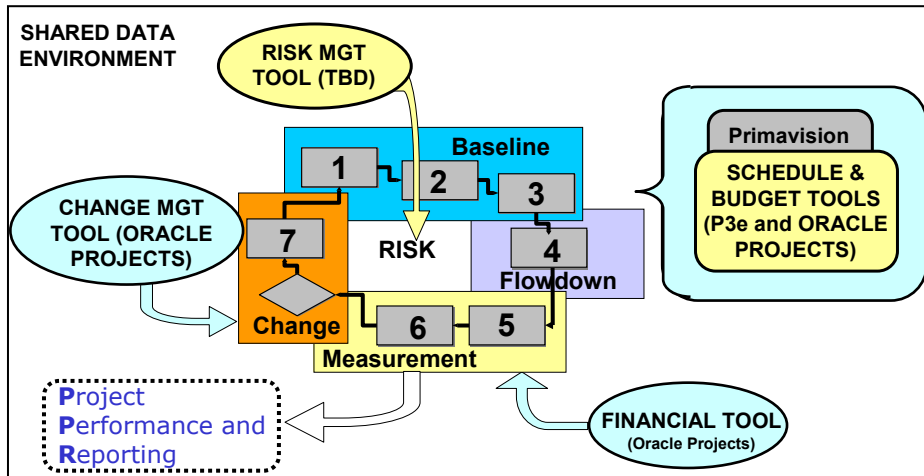 SHARED DATA
ENVIRONMENT
RISK MGT
TOOL (TBD)
Baseline
1
2
3
Primavision
SCHEDULE &
BUDGET TOOLS
(P3e and ORACLE
PROJECTS)
CHANGE MGT
TOOL (ORACLE
PROJECTS)
7
RISK
4
Flowdown
Change
6
5
Measurement
Project
Performance and
Reporting
FINANCIAL TOOL
(Oracle Projects)